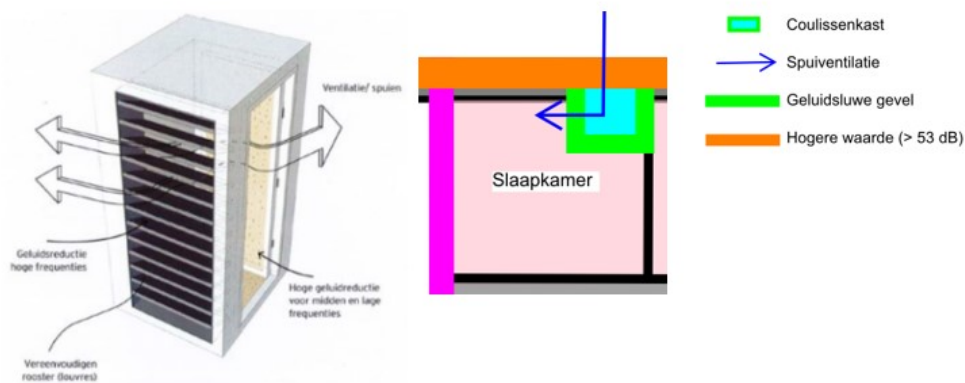 Ventilatie/ spuien
Geluidsreductie
hoge frequenties
Hoge geluidreductie
voor midden en lage
frequenties
Vereenvoudigen
rooster (louvres)
Slaapkamer
Coulissenkast
Spuiventilatie
Geluidsluwe gevel
Hogere waarde (> 53 dB)